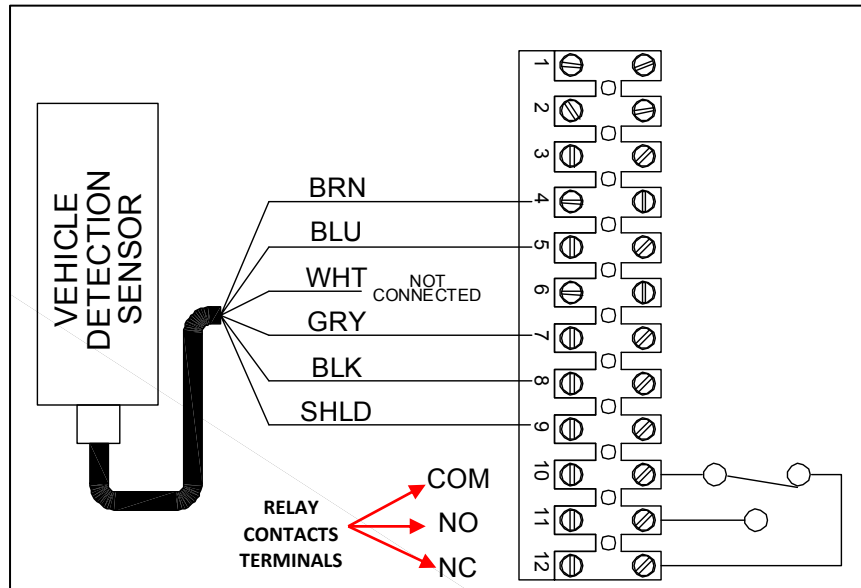 VEHICLE
DETECTION
SENSOR
BRN
BLU
WHT
NOT
CONNECTED
GRY
BLK
SHLD
COM
NO
NC
RELAY
CONTACTS
TERMINALS
1
2
3
4
5
6
7
8
9
10
11
12